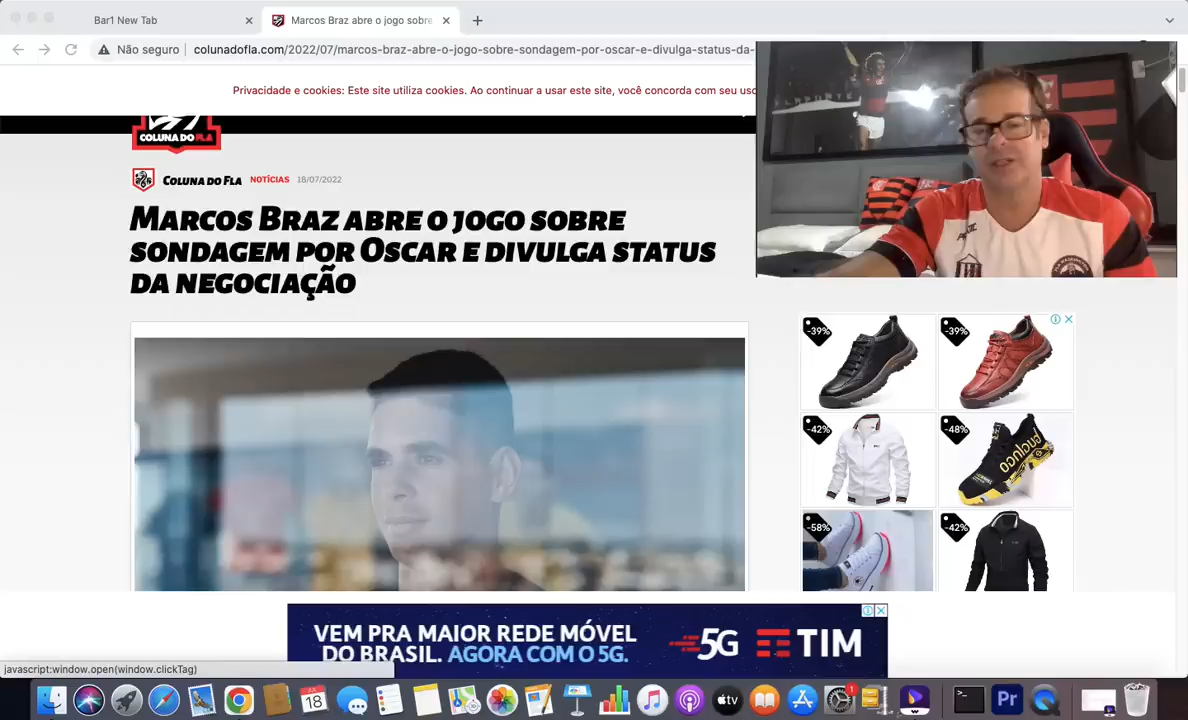 Bar1 New Tab
Marcos Braz abre o jogo sobre
Não seguro
colunadofla.com/2022/07/marcos-braz-abre-o-jogo-sobre-sondagem-por-oscar-e-divulga-status-da-
Privacidade e cookies: Este site utiliza cookies. Ao continuar a usar este site, você concorda com seu uso
COLUNA DO FLA
COLUNA DO FLA NOTÍCIAS 18/07/2022
MARCOS BRAZ ABRE O JOGO SOBRE
SONDAGEM POR OSCAR E DIVULGA STATUS
DA NEGOCIAÇÃO
-39% -39%
-42% -48%
-58% -42%
VEM PRA MAIOR REDE MÓVEL
DO BRASIL. AGORA COM O 5G.
5G TIM
javascript:window.open(window.clickTag)
18
tv
1
Pr